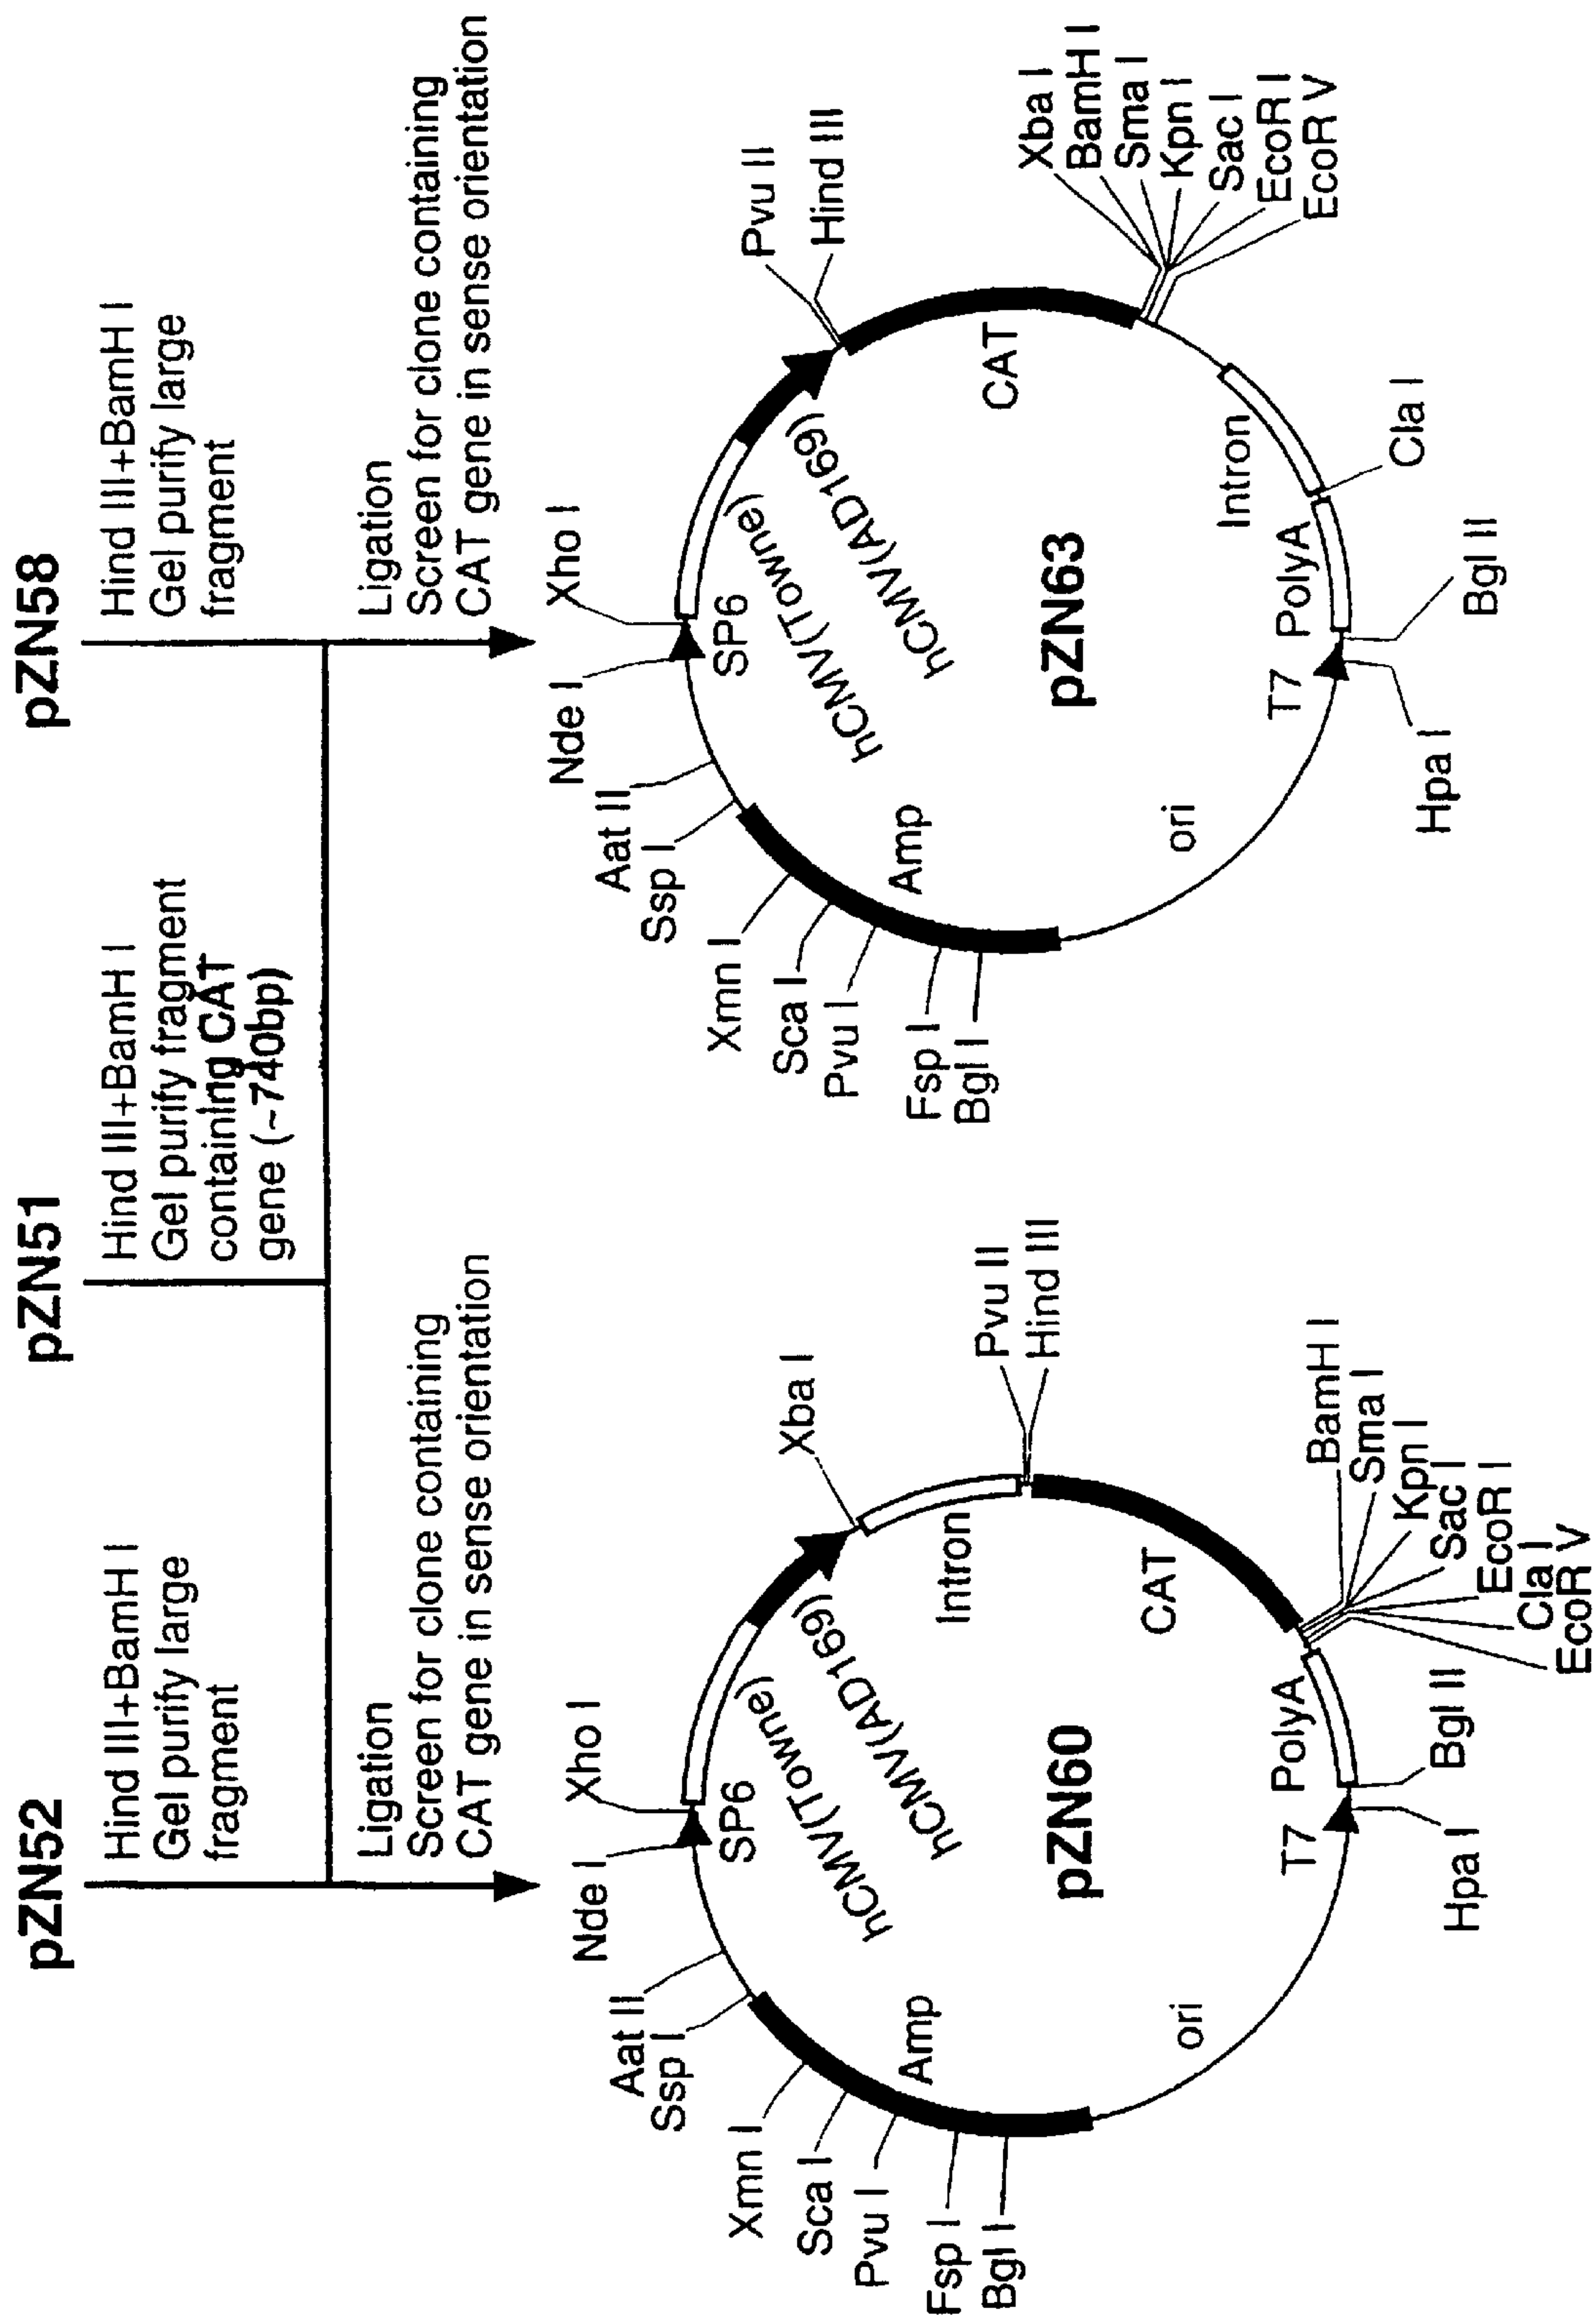 pZN52
Hind III+BamH I
Gel purify large
fragment
pZN51
Hind III+BamH I
Gel purify fragment
containing CAT
gene (~740bp)
pZN58
Hind III+BamH I
Gel purify large
fragment
Ligation
Screen for clone containing
CAT gene in sense orientation
Ligation
Screen for clone containing
CAT gene in sense orientation
Xho I
Nde I
Aat II
Ssp I
Xmn I
Sca I
Pvu I
Fsp I
Bgl I
SP6
hCMV(Towne)
hCMV(AD169)
Xba I
Intron
Pvu II
Hind III
CAT
BamH I
Sma I
Kpn I
Sac I
EcoR I
Cla I
EcoR V
PolyA
Bgl II
Hpa I
T7
ori
Amp
pZN60
Xho I
Nde I
Aat II
Ssp I
Xmn I
Sca I
Pvu I
Fsp I
Bgl I
SP6
hCMV(Towne)
hCMV(AD169)
Pvu II
Hind III
CAT
Xba I
BamH I
Sma I
Kpn I
Sac I
EcoR I
EcoR V
Intron
Cla I
PolyA
Bgl II
Hpa I
T7
ori
Amp
pZN63